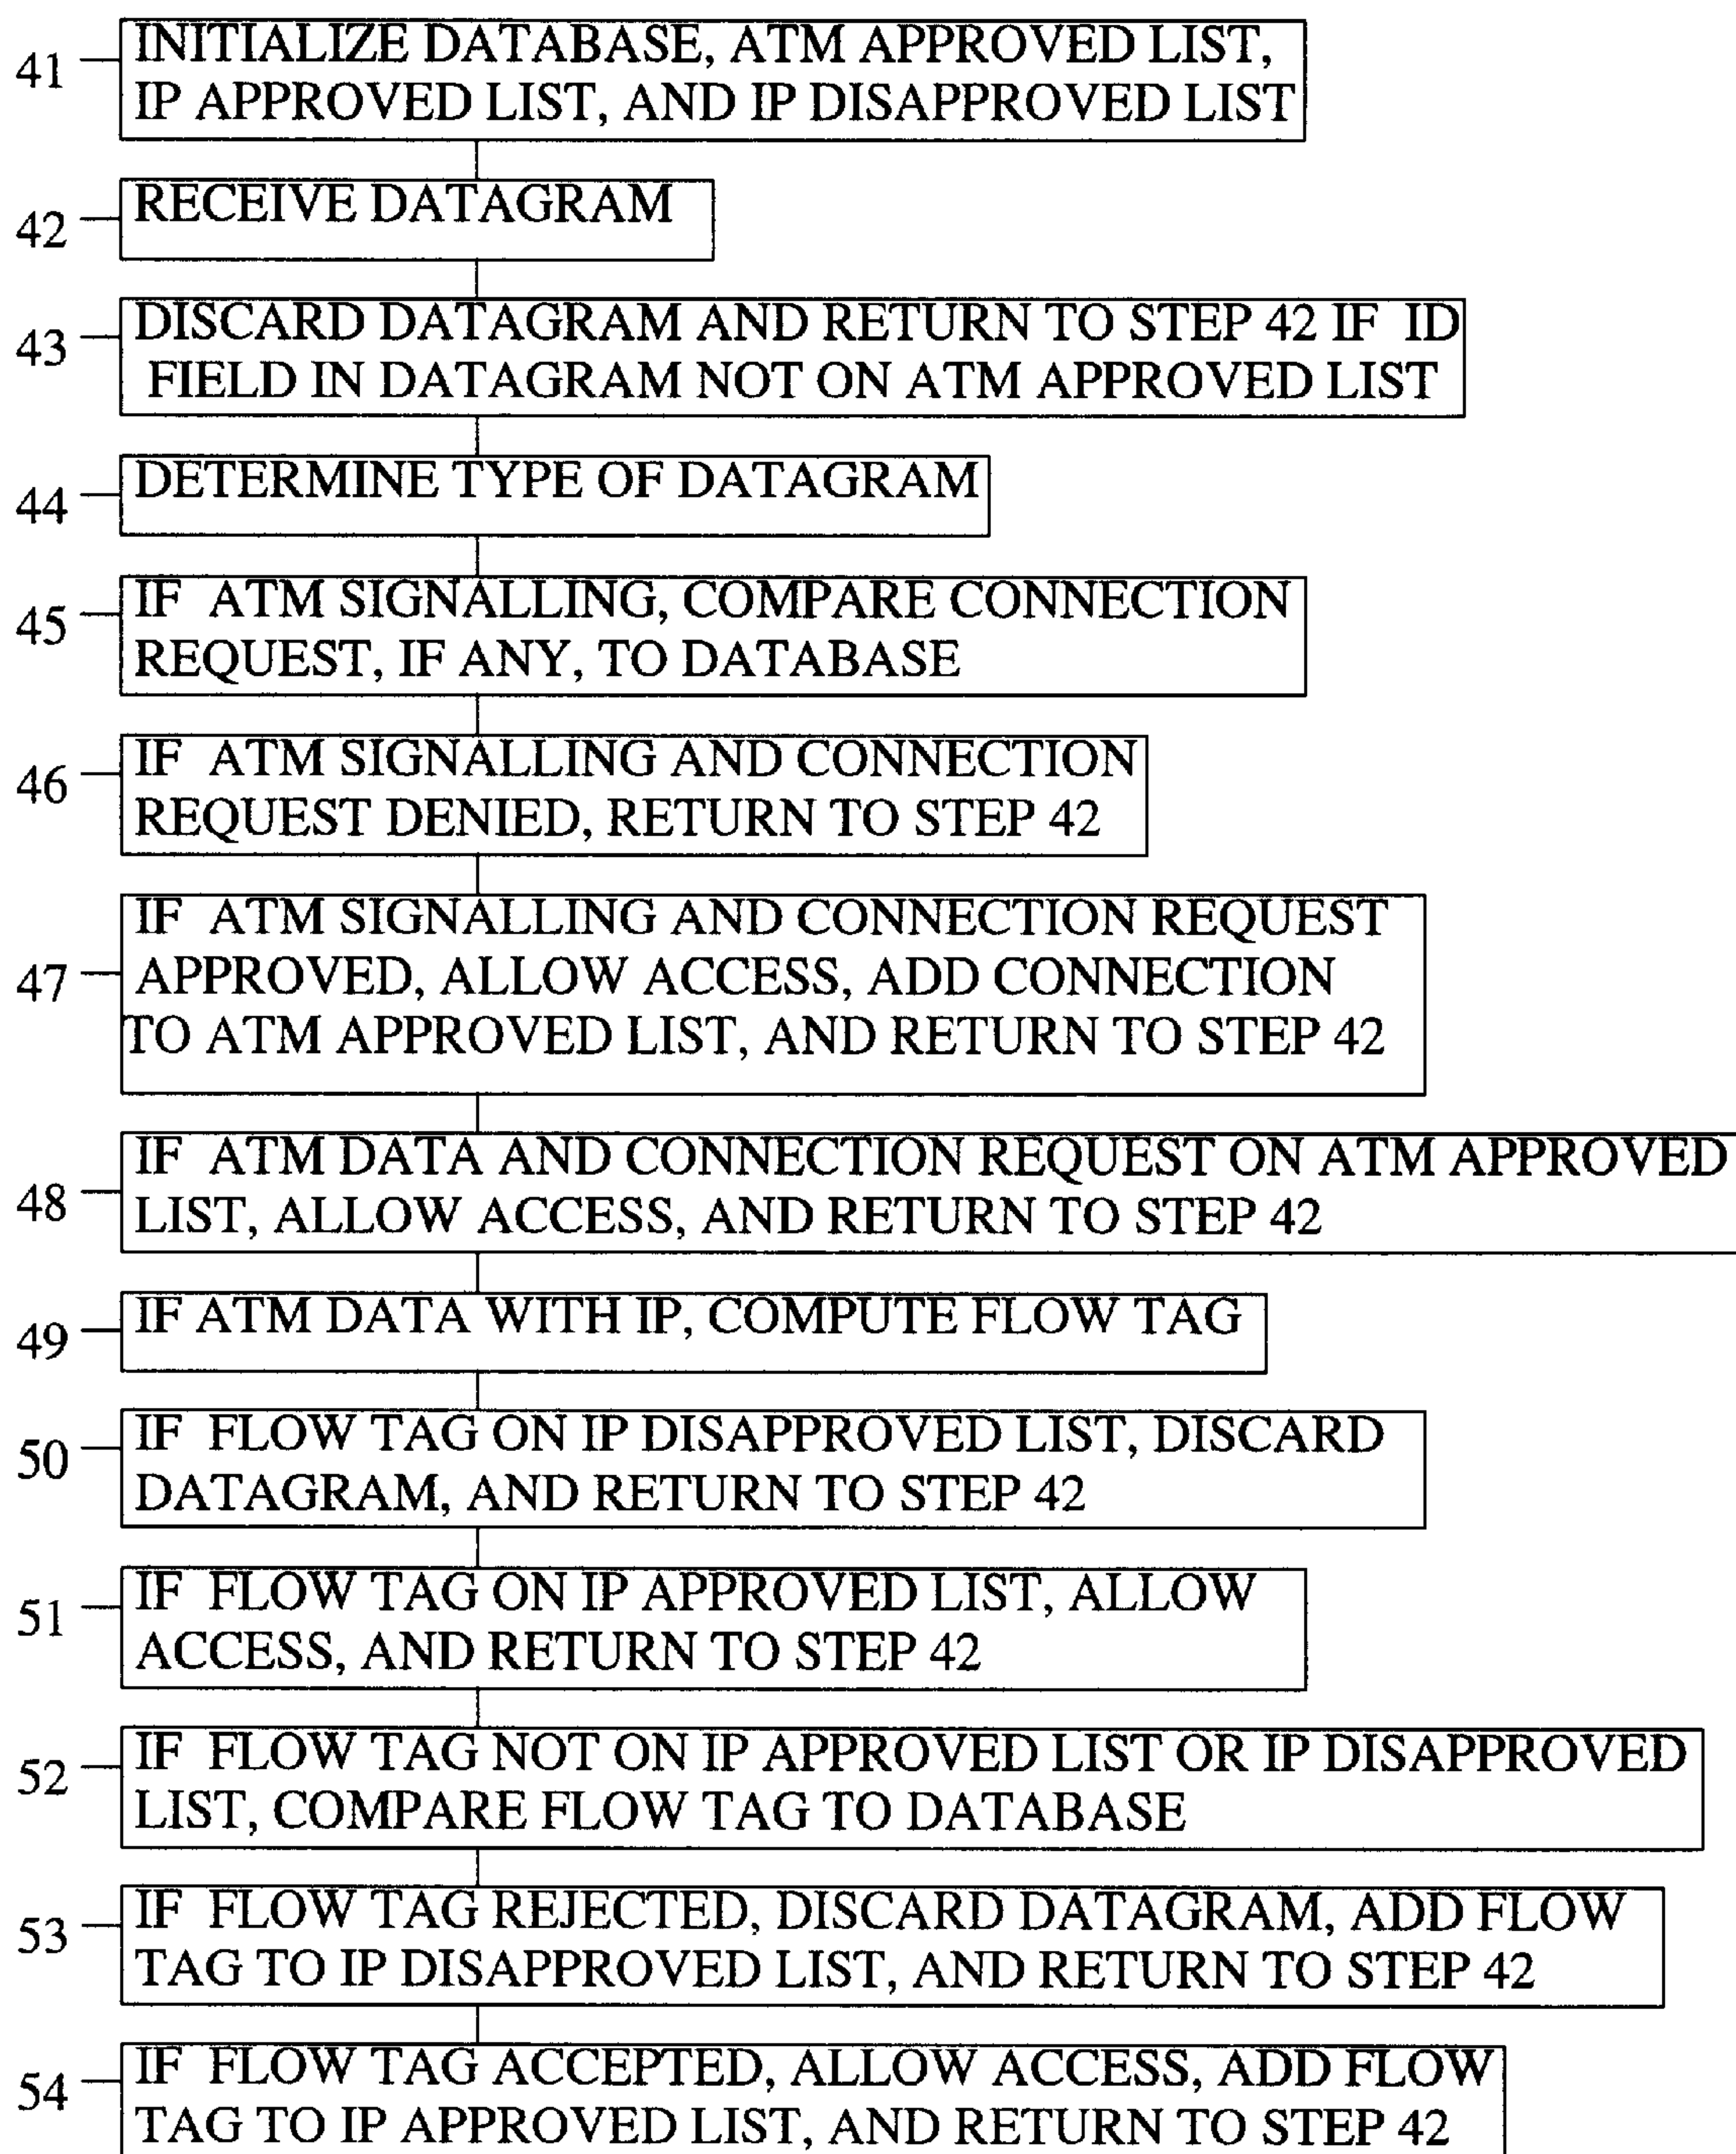 41 INITIALIZE DATABASE, ATM APPROVED LIST,
IP APPROVED LIST, AND IP DISAPPROVED LIST
42 RECEIVE DATAGRAM
43 DISCARD DATAGRAM AND RETURN TO STEP 42 IF ID
FIELD IN DATAGRAM NOT ON ATM APPROVED LIST
44 DETERMINE TYPE OF DATAGRAM
45 IF ATM SIGNALLING, COMPARE CONNECTION
REQUEST, IF ANY, TO DATABASE
46 IF ATM SIGNALLING AND CONNECTION
REQUEST DENIED, RETURN TO STEP 42
47 IF ATM SIGNALLING AND CONNECTION REQUEST
APPROVED, ALLOW ACCESS, ADD CONNECTION
TO ATM APPROVED LIST, AND RETURN TO STEP 42
48 IF ATM DATA AND CONNECTION REQUEST ON ATM APPROVED
LIST, ALLOW ACCESS, AND RETURN TO STEP 42
49 IF ATM DATA WITH IP, COMPUTE FLOW TAG
50 IF FLOW TAG ON IP DISAPPROVED LIST, DISCARD
DATAGRAM, AND RETURN TO STEP 42
51 IF FLOW TAG ON IP APPROVED LIST, ALLOW
ACCESS, AND RETURN TO STEP 42
52 IF FLOW TAG NOT ON IP APPROVED LIST OR IP DISAPPROVED
LIST, COMPARE FLOW TAG TO DATABASE
53 IF FLOW TAG REJECTED, DISCARD DATAGRAM, ADD FLOW
TAG TO IP DISAPPROVED LIST, AND RETURN TO STEP 42
54 IF FLOW TAG ACCEPTED, ALLOW ACCESS, ADD FLOW
TAG TO IP APPROVED LIST, AND RETURN TO STEP 42